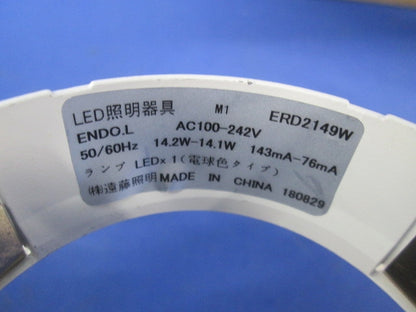 LED照明器具 M1 ERD2149W
ENDO.L AC100-242V
50/60Hz 14.2W-14.1W 143mA-76mA
ランプ LED×1(電球色タイプ)
㈱遠藤照明MADE IN CHINA 180829